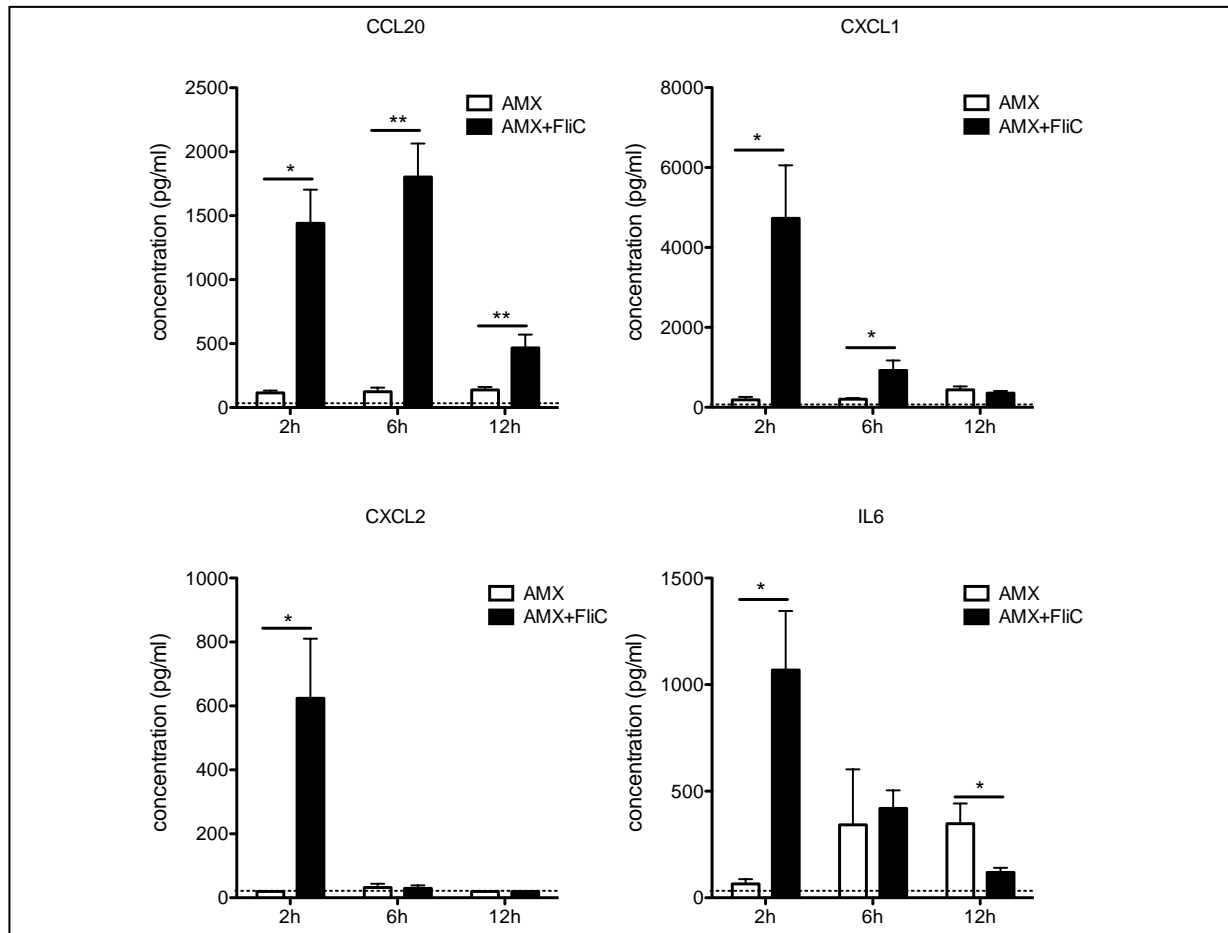 CCL20
CXCL1
2500
2000
1500
1000
500
0
concentration (pg/ml)
AMX
AMX+FliC
*
**
**
2h
6h
12h
8000
6000
4000
2000
0
concentration (pg/ml)
AMX
AMX+FliC
*
*
2h
6h
12h
CXCL2
IL6
1000
800
600
400
200
0
concentration (pg/ml)
AMX
AMX+FliC
*
2h
6h
12h
1500
1000
500
0
concentration (pg/ml)
AMX
AMX+FliC
*
*
2h
6h
12h